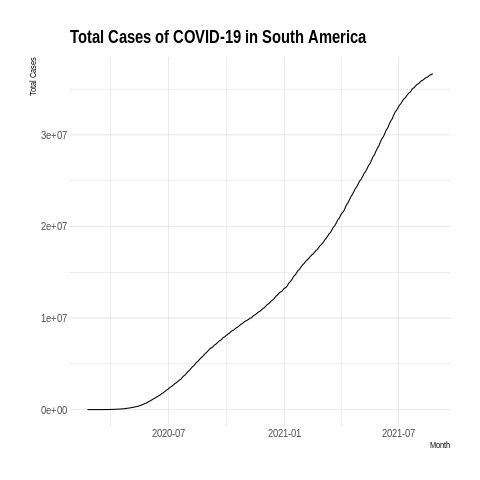 Total Cases of COVID-19 in South America
Total Cases
3e+07
2e+07
1e+07
0e+00
2020-07 2021-01 2021-07
Month